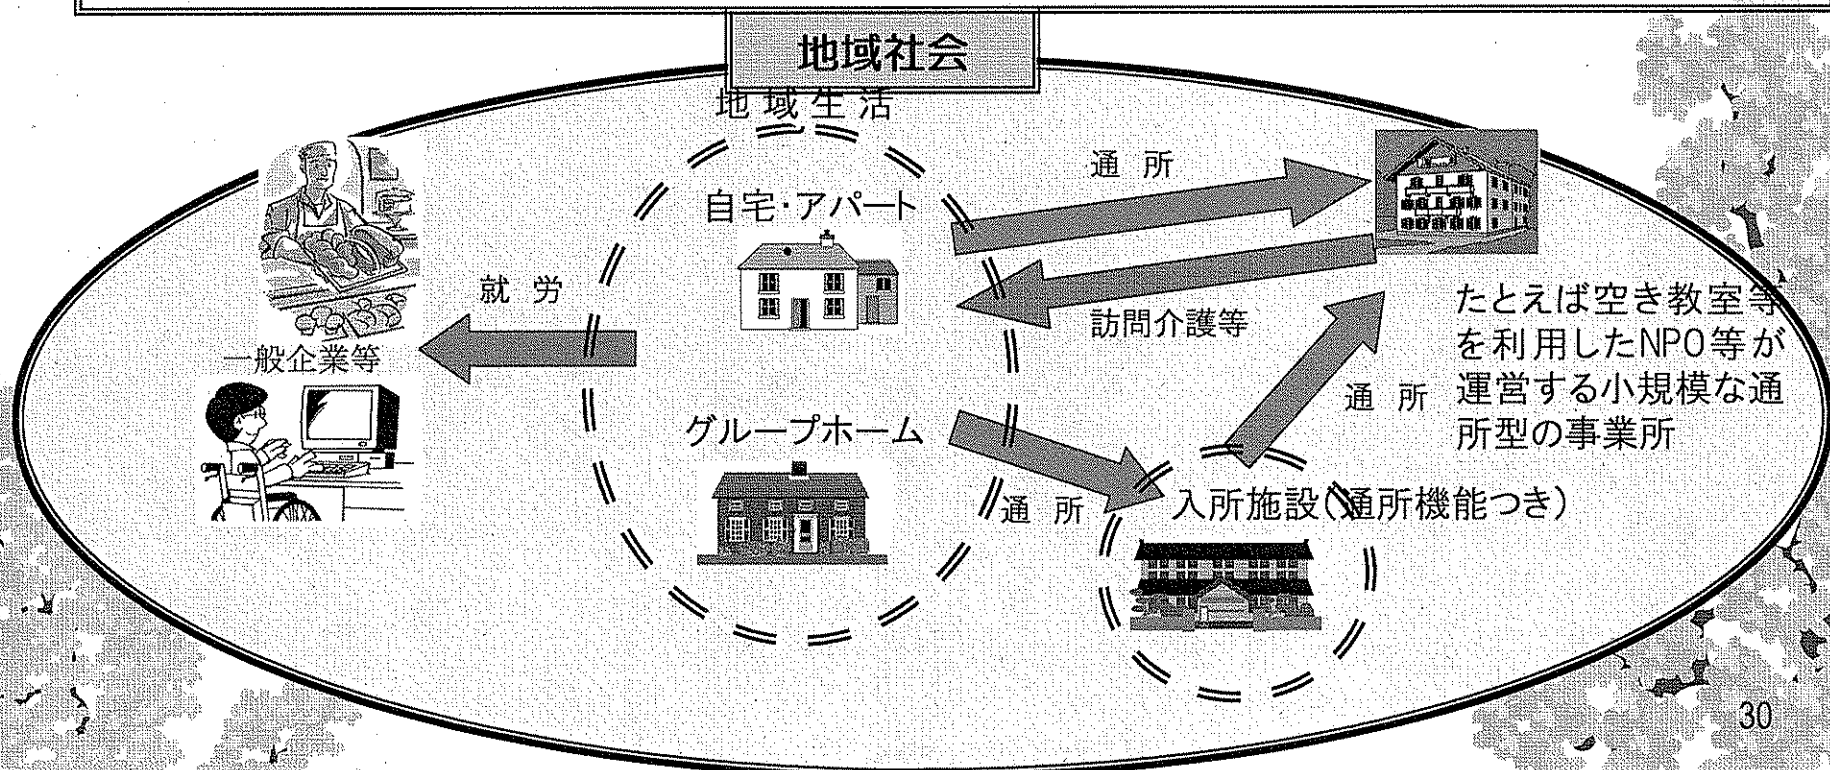 地域社会
地域生活
自宅・アパート
通 所
就 労
訪問介護等
一般企業等
たとえば空き教室等
を利用したNPO等が
運営する小規模な通
所型の事業所
通 所
グループホーム
通 所
入所施設(通所機能つき)
30